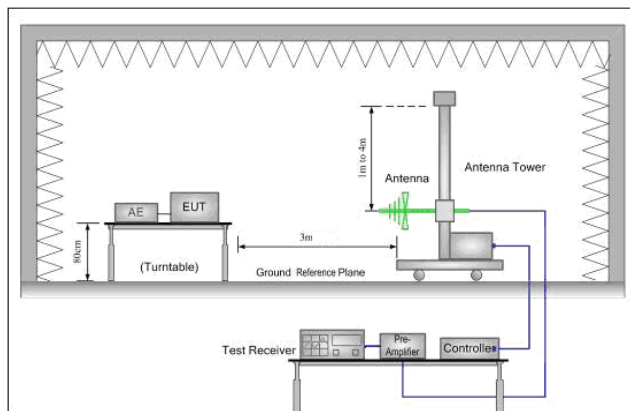 1m to 4m
Antenna
Antenna Tower
AE
EUT
80cm
(Turntable)
3m
Ground Reference Plane
Test Receiver
Pre-
Amplifier
Controller